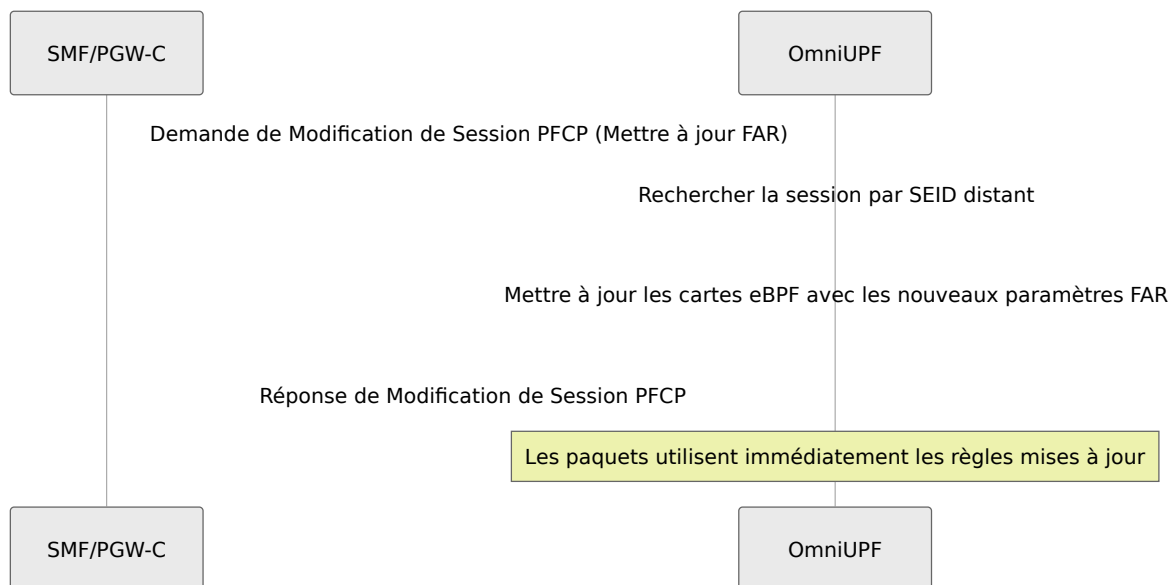 SMF/PGW-C
OmniUPF
Demande de Modification de Session PFCP (Mettre à jour FAR)
Rechercher la session par SEID distant
Mettre à jour les cartes eBPF avec les nouveaux paramètres FAR
Réponse de Modification de Session PFCP
Les paquets utilisent immédiatement les règles mises à jour
SMF/PGW-C
OmniUPF